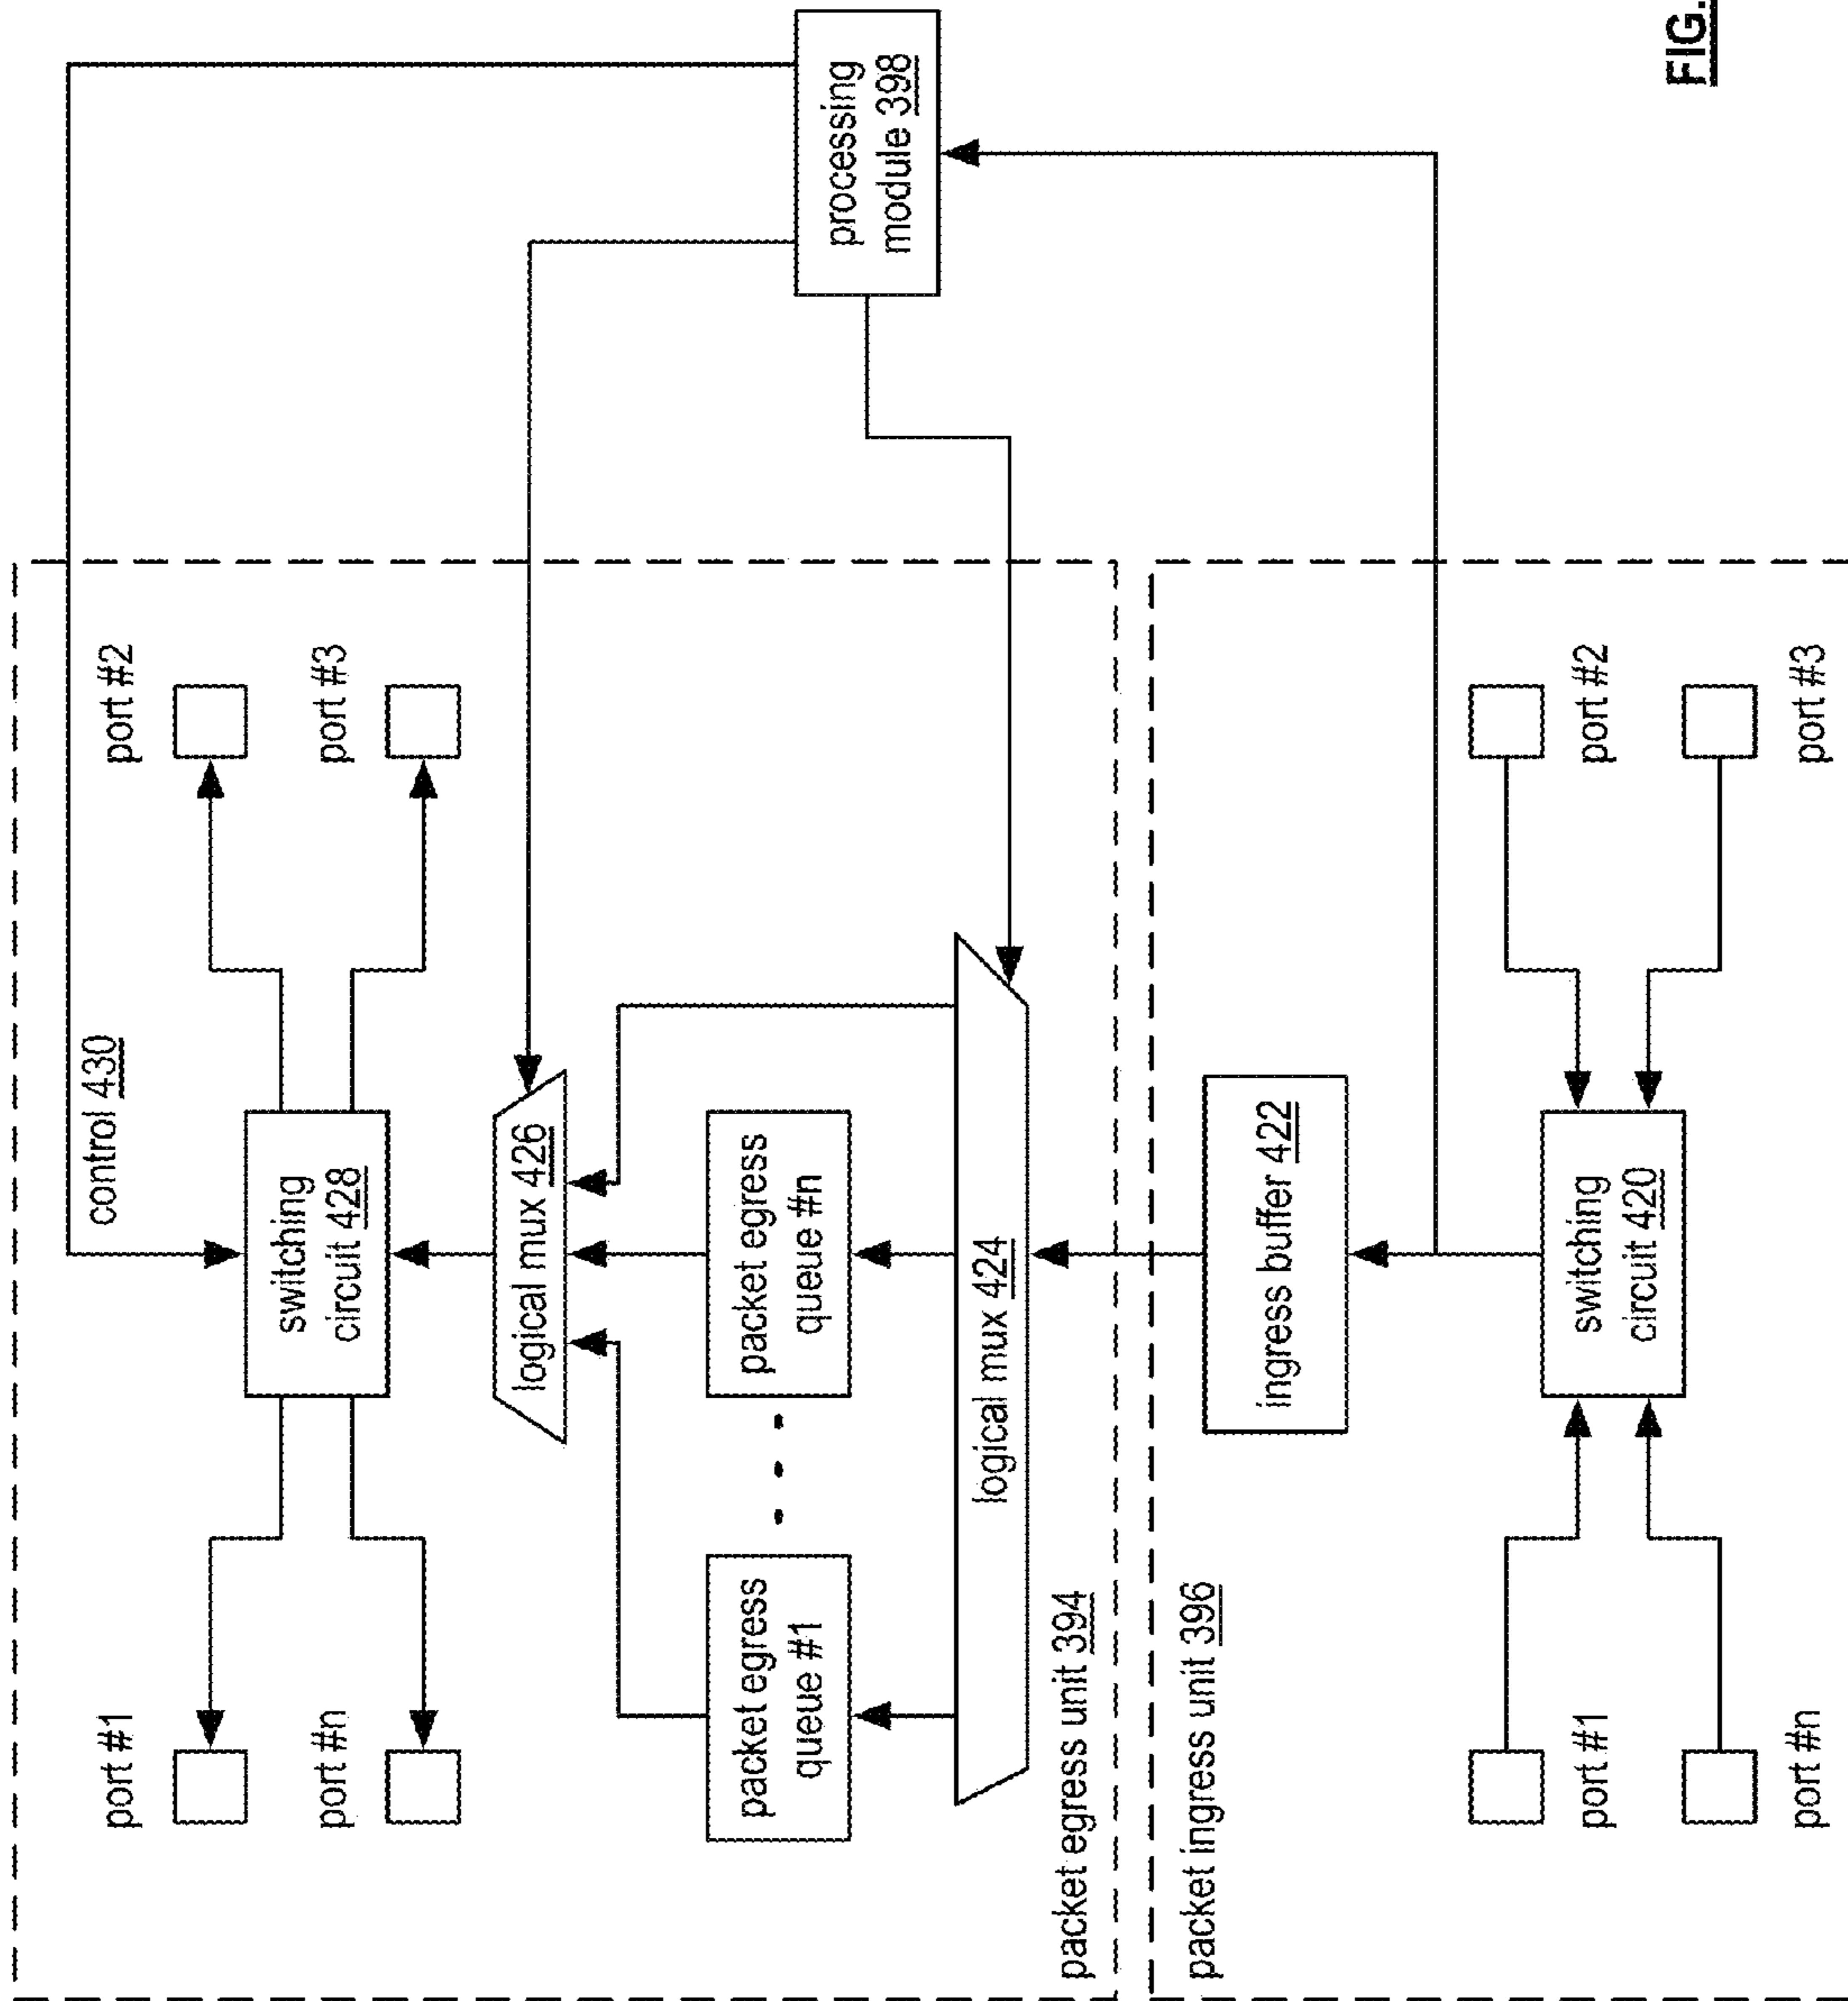 port #1
port #n
control 430
port #2
port #3
switching
circuit 428
logical mux 426
packet egress
queue #1
packet egress
queue #n
logical mux 424
packet egress unit 394
processing
module 398
packet ingress unit 396
ingress buffer 422
switching
circuit 420
port #1
port #n
port #2
port #3
FIG.